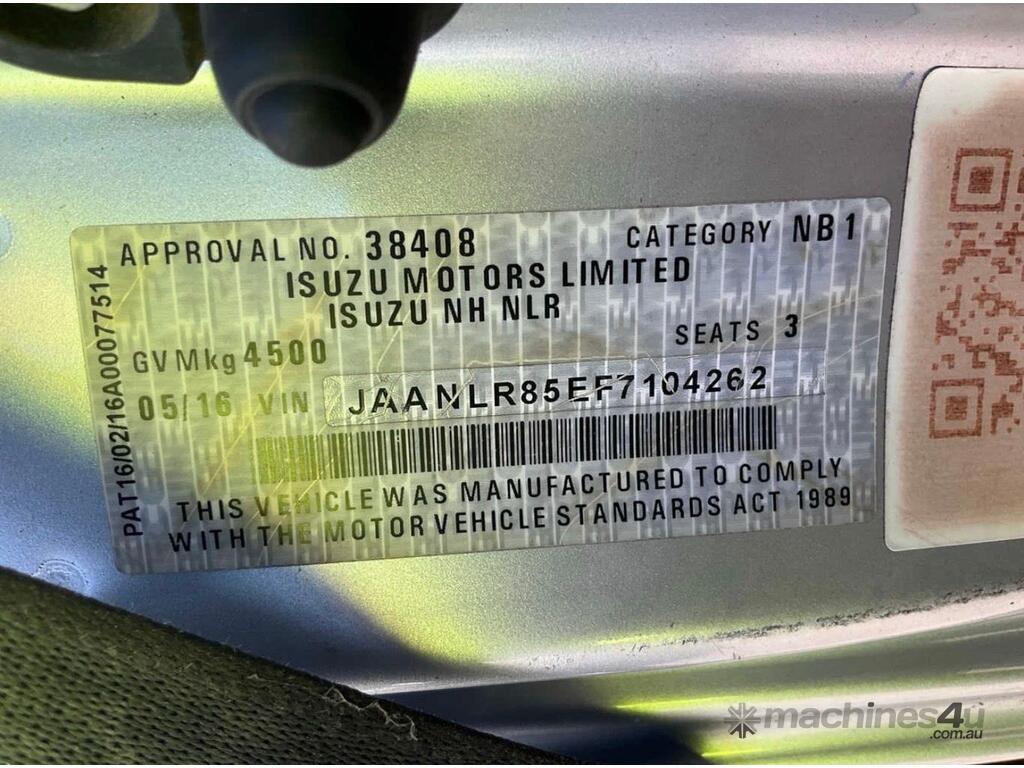 APPROVAL NO. 38408 CATEGORY NB1
ISUZU MOTORS LIMITED
ISUZU NH NLR
GVMkg 4500 SEATS 3
05/16 VIN JAANLR85EF7104262
THIS VEHICLE WAS MANUFACTURED TO COMPLY
WITH THE MOTOR VEHICLE STANDARDS ACT 1989
PAT16/02/16A00077514
machines4u
.com.au